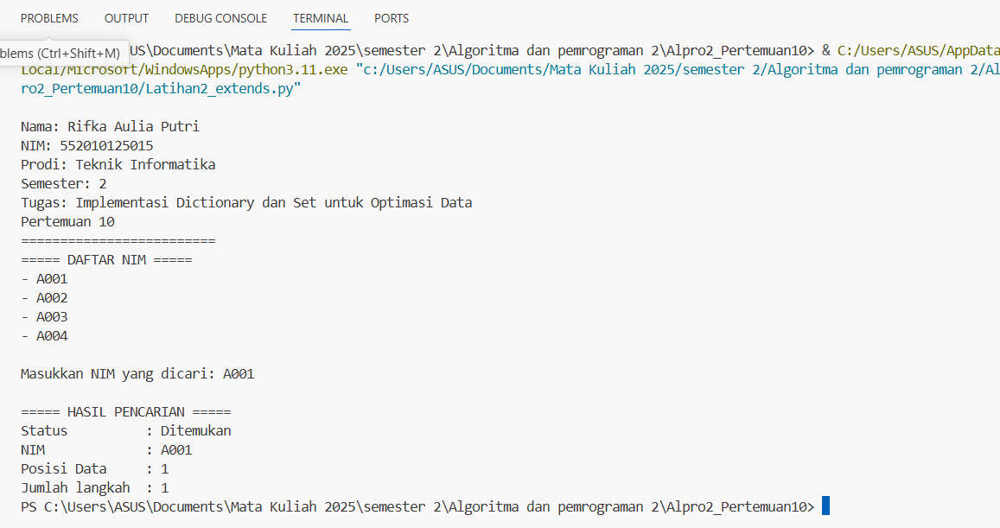 PROBLEMS OUTPUT DEBUG CONSOLE TERMINAL PORTS
blems (Ctrl+Shift+M)
US\Documents\Mata Kuliah 2025\semester 2\Algoritma dan pemrograman 2\Alpro2_Pertemuan10> & C:/Users/ASUS/AppData
Local/Microsoft/WindowsApps/python3.11.exe "c:/Users/ASUS/Documents/Mata Kuliah 2025/semester 2/Algoritma dan pemrograman 2/Al
ro2_Pertemuan10/Latihan2_extends.py"
Nama: Rifka Aulia Putri
NIM: 552010125015
Prodi: Teknik Informatika
Semester: 2
Tugas: Implementasi Dictionary dan Set untuk Optimasi Data
Pertemuan 10
=========================
===== DAFTAR NIM =====
- A001
- A002
- A003
- A004
Masukkan NIM yang dicari: A001
===== HASIL PENCARIAN =====
Status : Ditemukan
NIM : A001
Posisi Data : 1
Jumlah langkah : 1
PS C:\Users\ASUS\Documents\Mata Kuliah 2025\semester 2\Algoritma dan pemrograman 2\Alpro2_Pertemuan10>